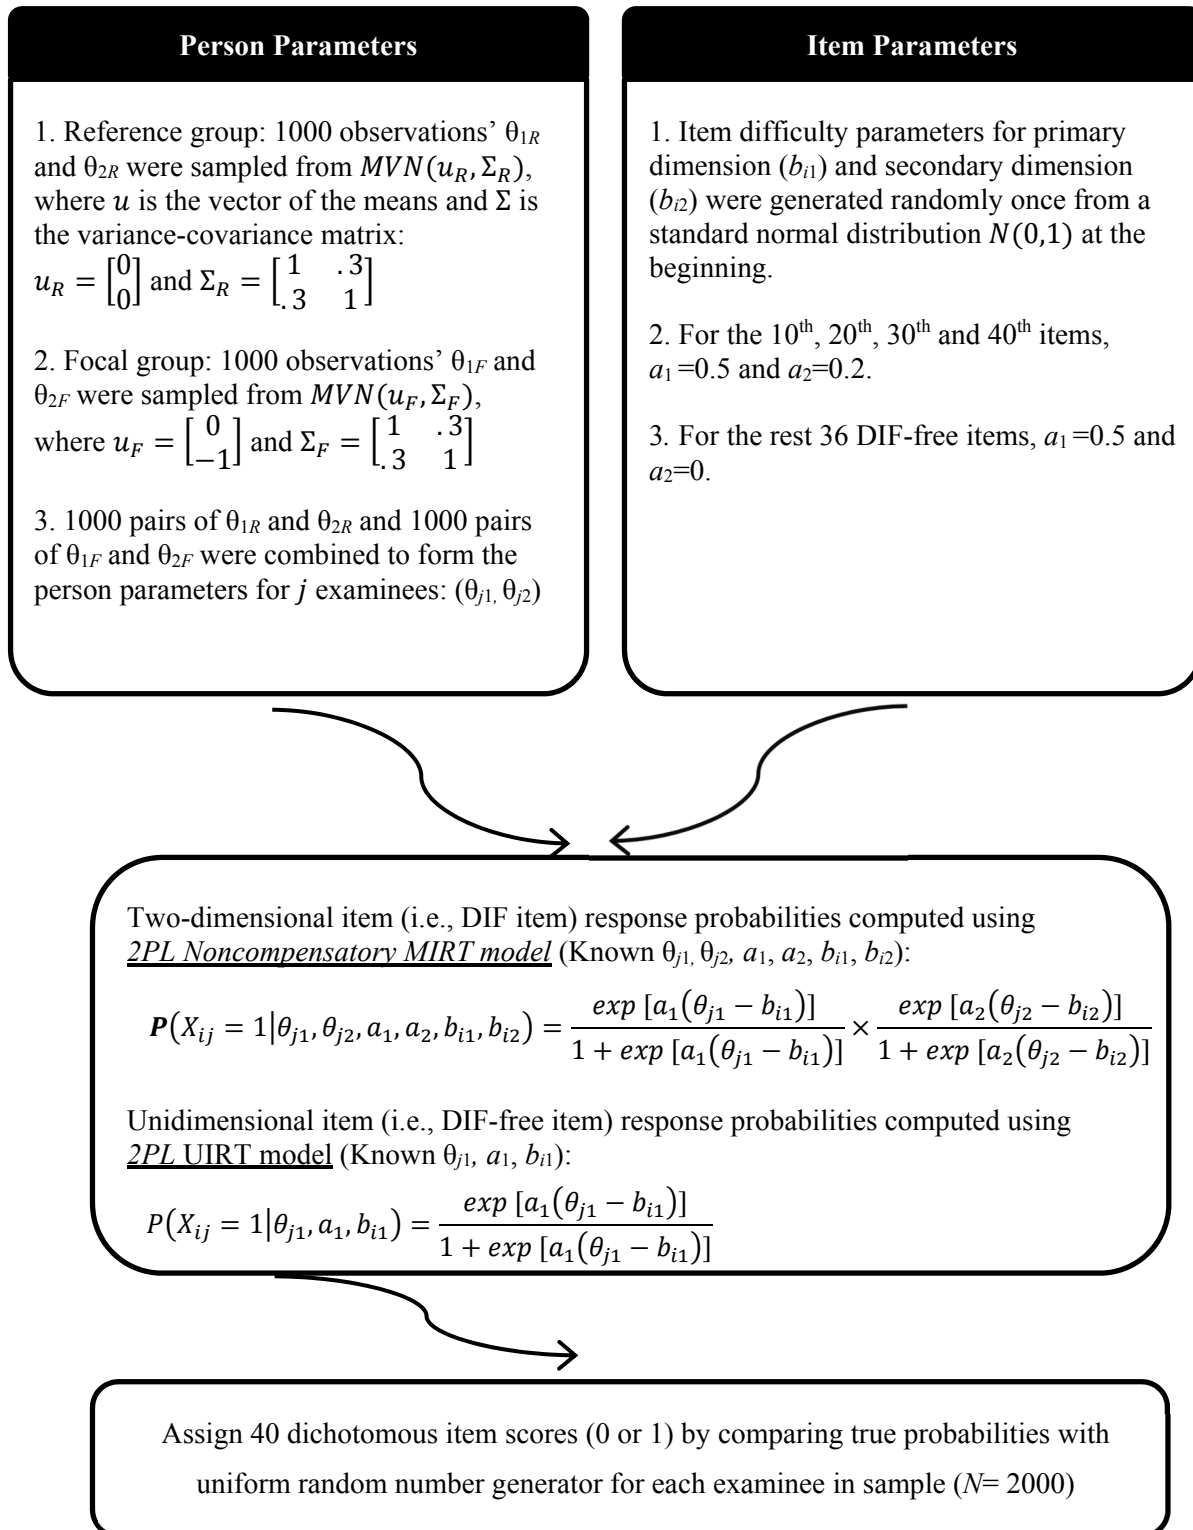 Person Parameters
1. Reference group: 1000 observations’ θ₁R
and θ₂R were sampled from MVN(u_R, Σ_R),
where u is the vector of the means and Σ is
the variance-covariance matrix:
u_R = [0 0] and Σ_R = [1 .3 .3 1]
2. Focal group: 1000 observations’ θ₁F and
θ₂F were sampled from MVN(u_F, Σ_F),
where u_F = [0 −1] and Σ_F = [1 .3 .3 1]
3. 1000 pairs of θ₁R and θ₂R and 1000 pairs
of θ₁F and θ₂F were combined to form the
person parameters for j examinees: (θj1, θj2)
Item Parameters
1. Item difficulty parameters for primary
dimension (bi1) and secondary dimension
(bi2) were generated randomly once from a
standard normal distribution N(0,1) at the
beginning.
2. For the 10th, 20th, 30th and 40th items,
a₁ =0.5 and a₂=0.2.
3. For the rest 36 DIF-free items, a₁ =0.5 and
a₂=0.
Two-dimensional item (i.e., DIF item) response probabilities computed using
2PL Noncompensatory MIRT model (Known θj1, θj2, a₁, a₂, bi1, bi2):
P(Xij = 1|θj1, θj2, a₁, a₂, bi1, bi2) = exp [a₁(θj1 − bi1)] / 1 + exp [a₁(θj1 − bi1)] × exp [a₂(θj2 − bi2)] / 1 + exp [a₂(θj2 − bi2)]
Unidimensional item (i.e., DIF-free item) response probabilities computed using
2PL UIRT model (Known θj1, a₁, bi1):
P(Xij = 1|θj1, a₁, bi1) = exp [a₁(θj1 − bi1)] / 1 + exp [a₁(θj1 − bi1)]
Assign 40 dichotomous item scores (0 or 1) by comparing true probabilities with
uniform random number generator for each examinee in sample (N= 2000)